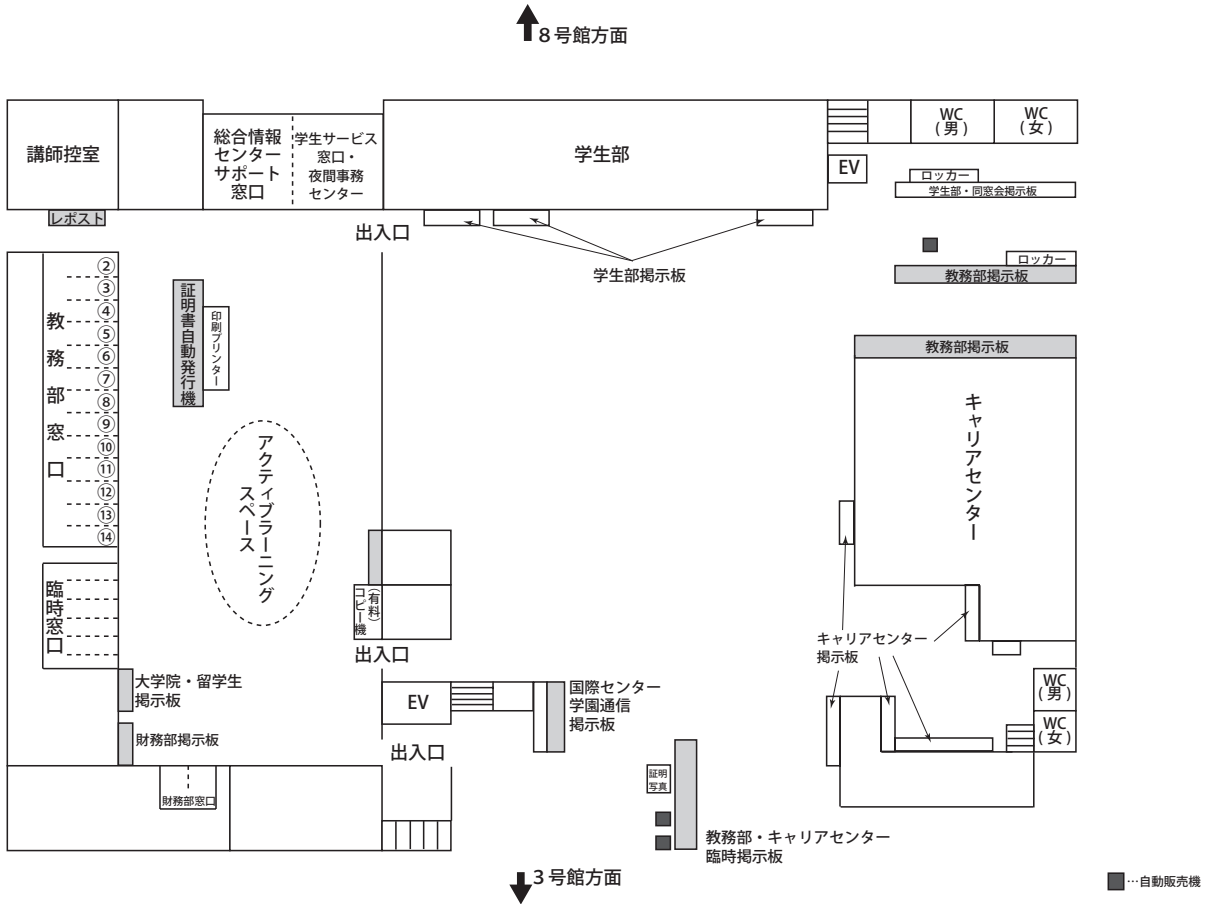 8号館方面
講師控室
総合情報
センター
サポート
窓口
学生サービス
窓口・
夜間事務
センター
学生部
WC
(男)
WC
(女)
EV
ロッカー
学生部・同窓会掲示板
レポスト
出入口
学生部掲示板
ロッカー
教務部掲示板
教務部窓口
②
③
④
⑤
⑥
⑦
⑧
⑨
⑩
⑪
⑫
⑬
⑭
証明書自動発行機
印刷プリンター
教務部掲示板
キャリアセンター
アクティブラーニング
スペース
臨時窓口
(有料)
コピー機
出入口
キャリアセンター
掲示板
大学院・留学生
掲示板
EV
国際センター
学園通信
掲示板
WC
(男)
WC
(女)
財務部掲示板
出入口
財務部窓口
証明
写真
教務部・キャリアセンター
臨時掲示板
3号館方面
…自動販売機